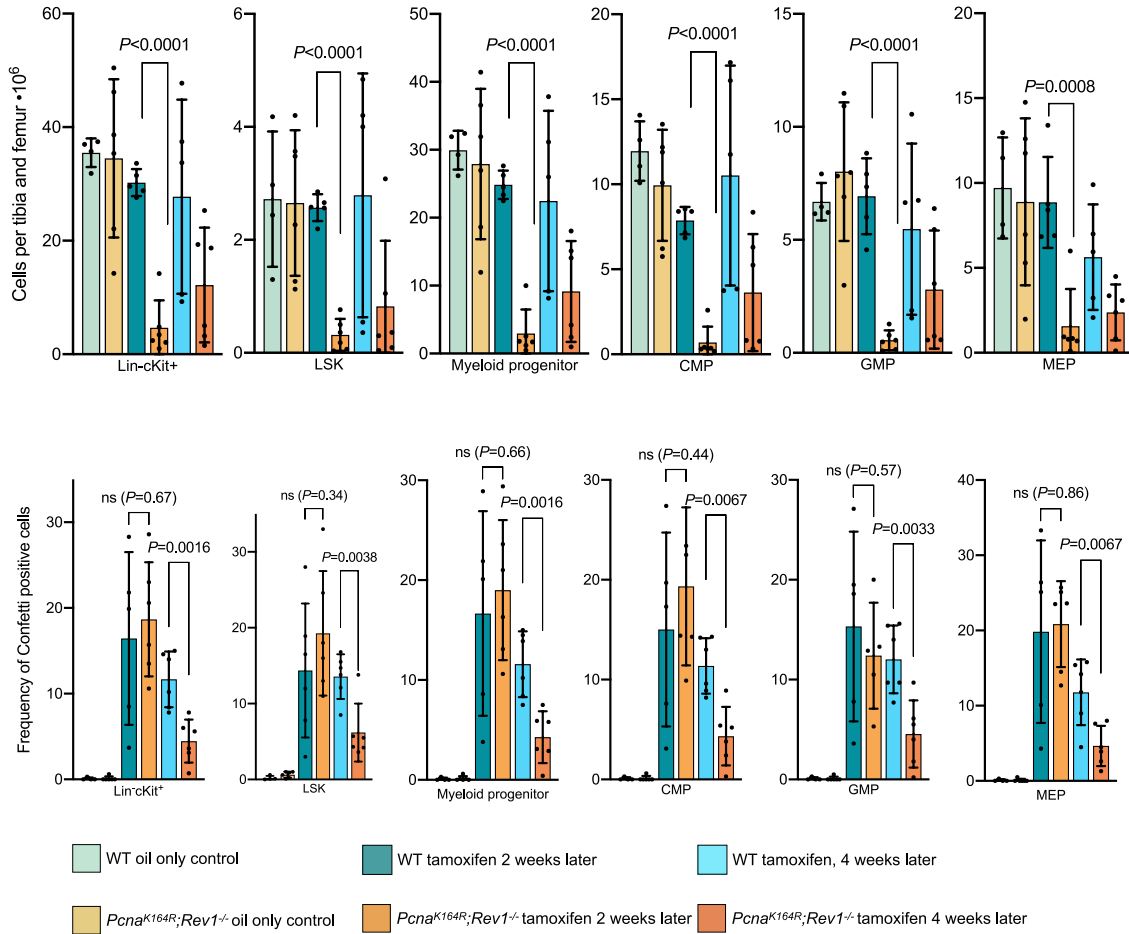 Cells per tibia and femur •10⁶
60
40
20
0
P<0.0001
Lin-cKit+
6
4
2
0
P<0.0001
LSK
50
40
30
20
10
0
P<0.0001
Myeloid progenitor
20
15
10
5
0
P<0.0001
CMP
15
10
5
0
P<0.0001
GMP
20
15
10
5
0
P=0.0008
MEP
Frequency of Confetti positive cells
30
20
10
0
ns (P=0.67)
P=0.0016
Lin-cKit⁺
30
20
10
0
ns (P=0.34)
P=0.0038
LSK
30
20
10
0
ns (P=0.66)
P=0.0016
Myeloid progenitor
30
20
10
0
ns (P=0.44)
P=0.0067
CMP
30
20
10
0
ns (P=0.57)
P=0.0033
GMP
40
30
20
10
0
ns (P=0.86)
P=0.0067
MEP
WT oil only control
WT tamoxifen 2 weeks later
WT tamoxifen, 4 weeks later
Pcnaᴷ¹⁶⁴ᴿ;Rev1⁻/⁻ oil only control
Pcnaᴷ¹⁶⁴ᴿ;Rev1⁻/⁻ tamoxifen 2 weeks later
Pcnaᴷ¹⁶⁴ᴿ;Rev1⁻/⁻ tamoxifen 4 weeks later